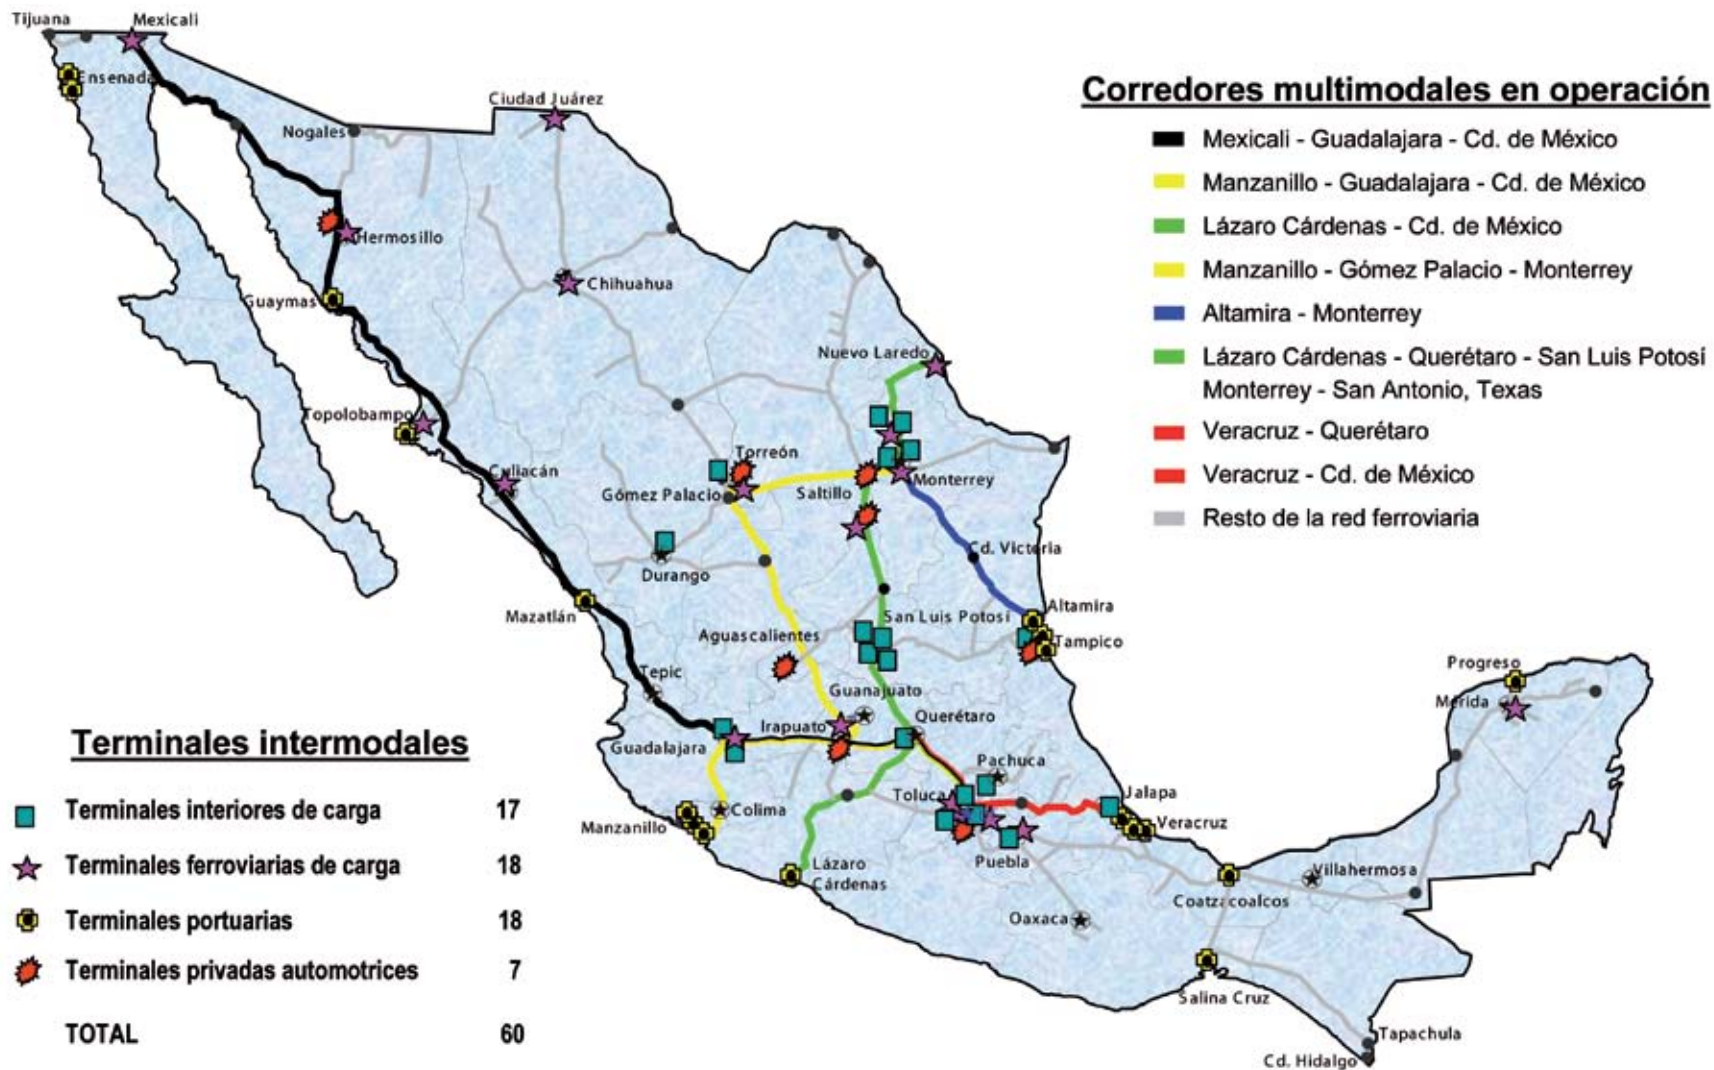 Tijuana
Mexicali
Ensenada
Nogales
Ciudad Juárez
Hermosillo
Chihuahua
Guaymas
Nuevo Laredo
Topolobampo
Culiacán
Torreón
Gómez Palacio
Saltillo
Monterrey
Durango
Cd. Victoria
Mazatlán
Altamira
San Luis Potosí
Aguascalientes
Tampico
Tepic
Guanajuato
Progreso
Mérida
Irapuato
Querétaro
Guadalajara
Pachuca
Toluca
Jalapa
Colima
Manzanillo
Veracruz
Puebla
Lázaro
Cárdenas
Villahermosa
Coatzacoalcos
Oaxaca
Salina Cruz
Tapachula
Cd. Hidalgo
Corredores multimodales en operación
Mexicali - Guadalajara - Cd. de México
Manzanillo - Guadalajara - Cd. de México
Lázaro Cárdenas - Cd. de México
Manzanillo - Gómez Palacio - Monterrey
Altamira - Monterrey
Lázaro Cárdenas - Querétaro - San Luis Potosí
Monterrey - San Antonio, Texas
Veracruz - Querétaro
Veracruz - Cd. de México
Resto de la red ferroviaria
Terminales intermodales
Terminales interiores de carga 17
Terminales ferroviarias de carga 18
Terminales portuarias 18
Terminales privadas automotrices 7
TOTAL 60